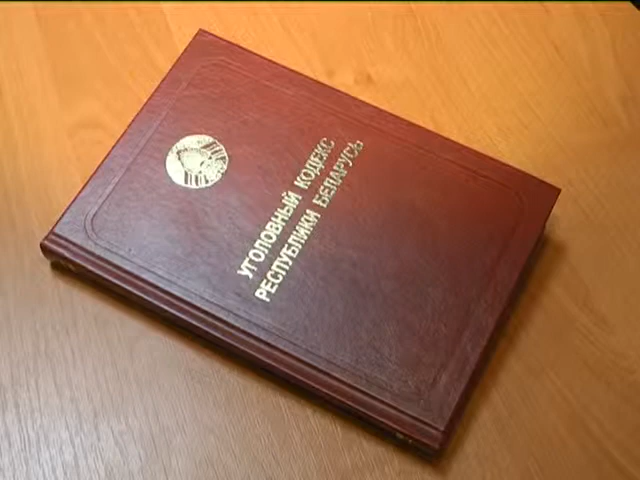 УГОЛОВНЫЙ КОДЕКС
РЕСПУБЛИКИ БЕЛАРУСЬ